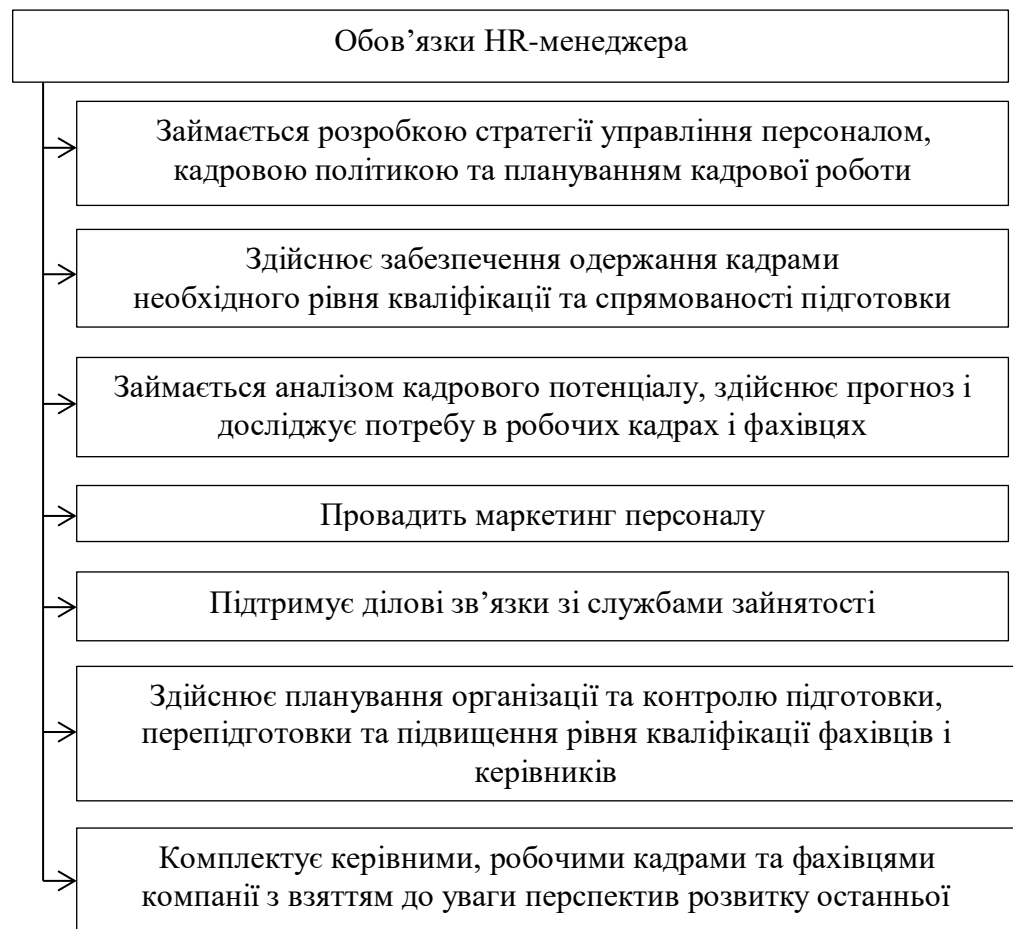 Обов’язки HR-менеджера
Займається розробкою стратегії управління персоналом,
кадровою політикою та плануванням кадрової роботи
Здійснює забезпечення одержання кадрами
необхідного рівня кваліфікації та спрямованості підготовки
Займається аналізом кадрового потенціалу, здійснює прогноз і
досліджує потребу в робочих кадрах і фахівцях
Провадить маркетинг персоналу
Підтримує ділові зв’язки зі службами зайнятості
Здійснює планування організації та контролю підготовки,
перепідготовки та підвищення рівня кваліфікації фахівців і
керівників
Комплектує керівними, робочими кадрами та фахівцями
компанії з взяттям до уваги перспектив розвитку останньої